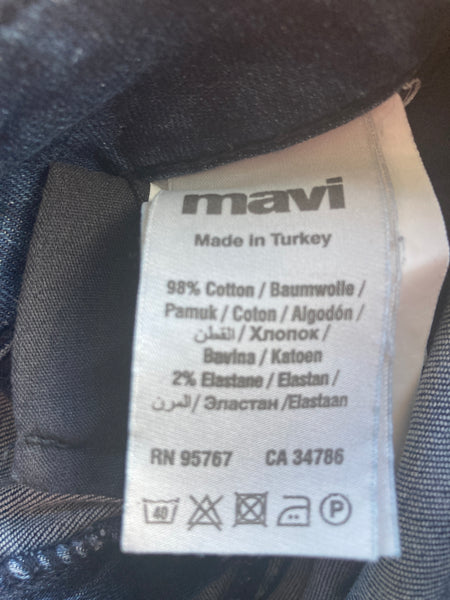 mavi
Made in Turkey
98% Cotton / Baumwolle /
Pamuk / Coton / Algodón /
القطن / Хлопок /
Bavlna / Katoen
2% Elastane / Elastan /
المرن / Эластан /Elastaan
RN 95767 CA 34786
40 P